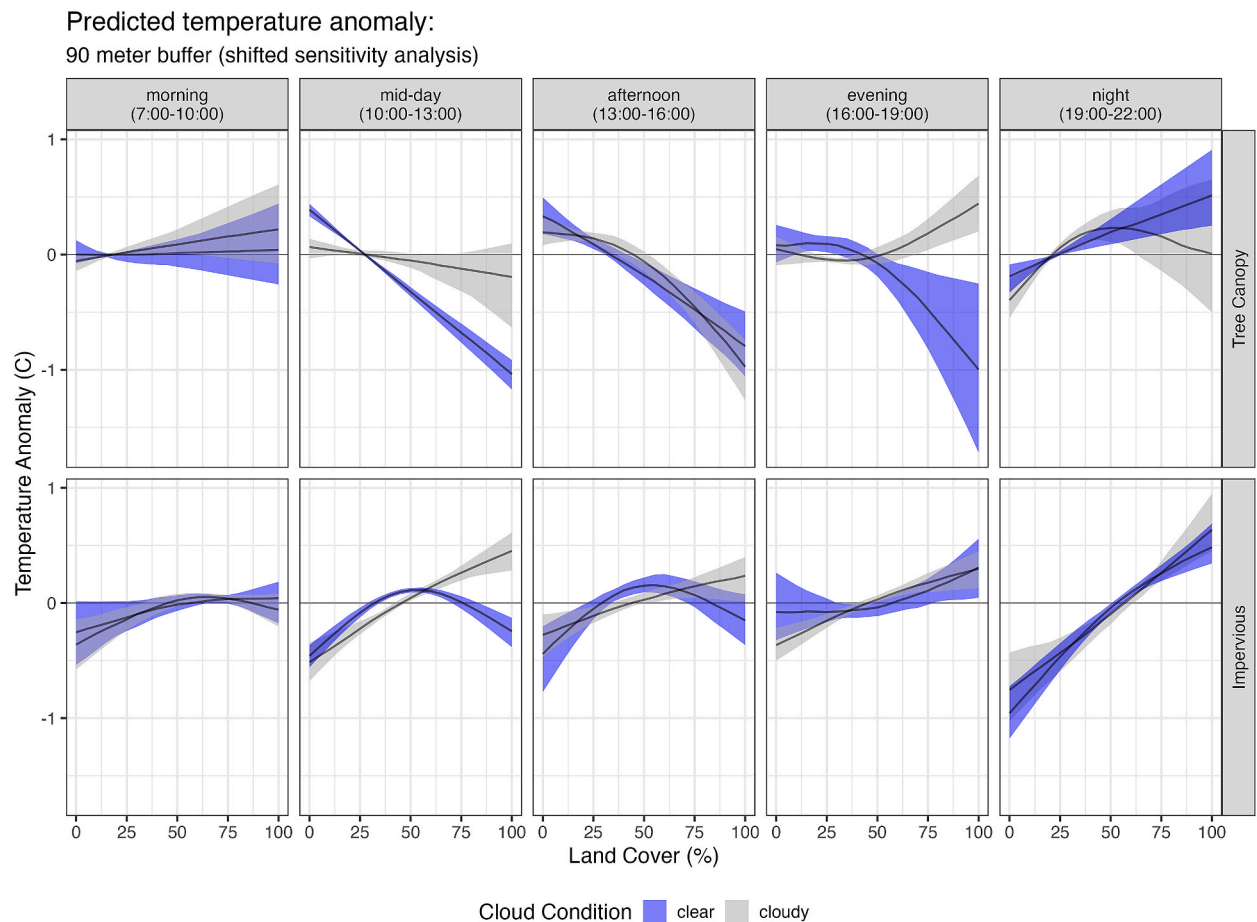 Predicted temperature anomaly:
90 meter buffer (shifted sensitivity analysis)
morning
(7:00-10:00)
mid-day
(10:00-13:00)
afternoon
(13:00-16:00)
evening
(16:00-19:00)
night
(19:00-22:00)
1
0
-1
Tree Canopy
Temperature Anomaly (C)
1
0
-1
Impervious
0 25 50 75 100
0 25 50 75 100
0 25 50 75 100
0 25 50 75 100
0 25 50 75 100
Land Cover (%)
Cloud Condition clear cloudy